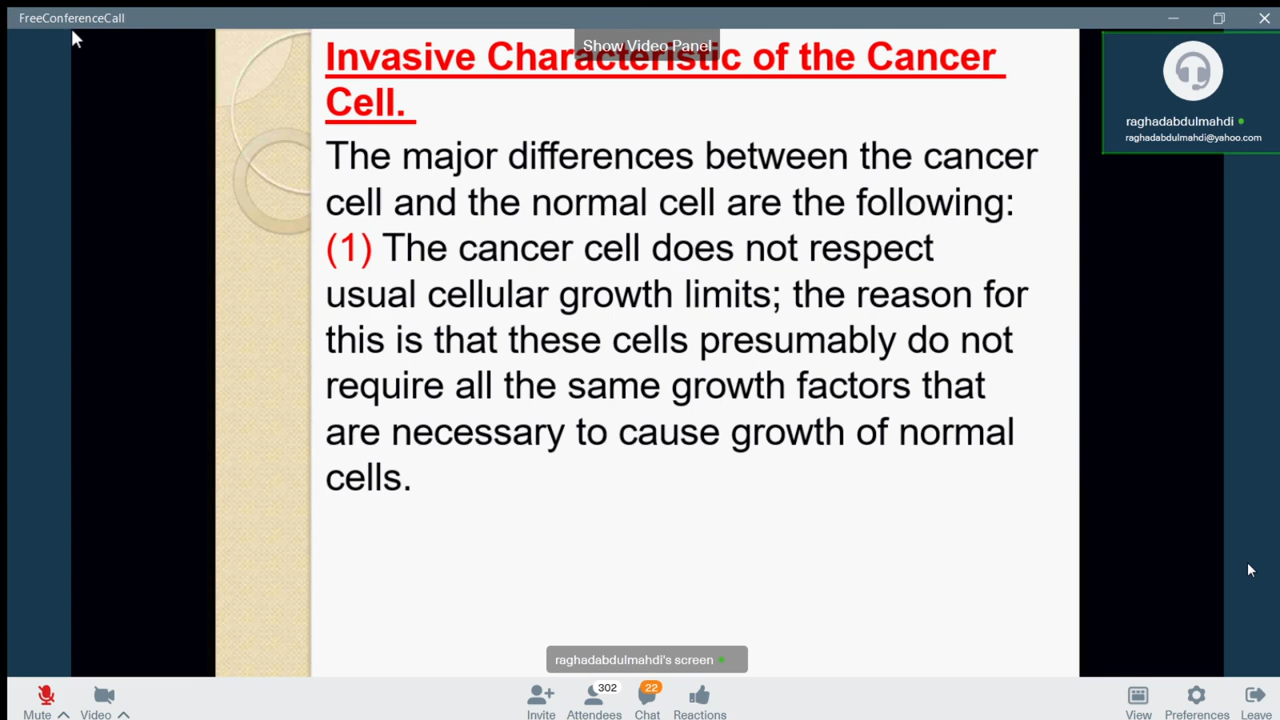 FreeConferenceCall
Show Video Panel
Invasive Characteristic of the Cancer
Cell.
The major differences between the cancer
cell and the normal cell are the following:
(1) The cancer cell does not respect
usual cellular growth limits; the reason for
this is that these cells presumably do not
require all the same growth factors that
are necessary to cause growth of normal
cells.
raghadabdulmahdi
raghadabdulmahdi@yahoo.com
raghadabdulmahdi's screen
Mute
Video
Invite
302
Attendees
22
Chat
Reactions
View
Preferences
Leave